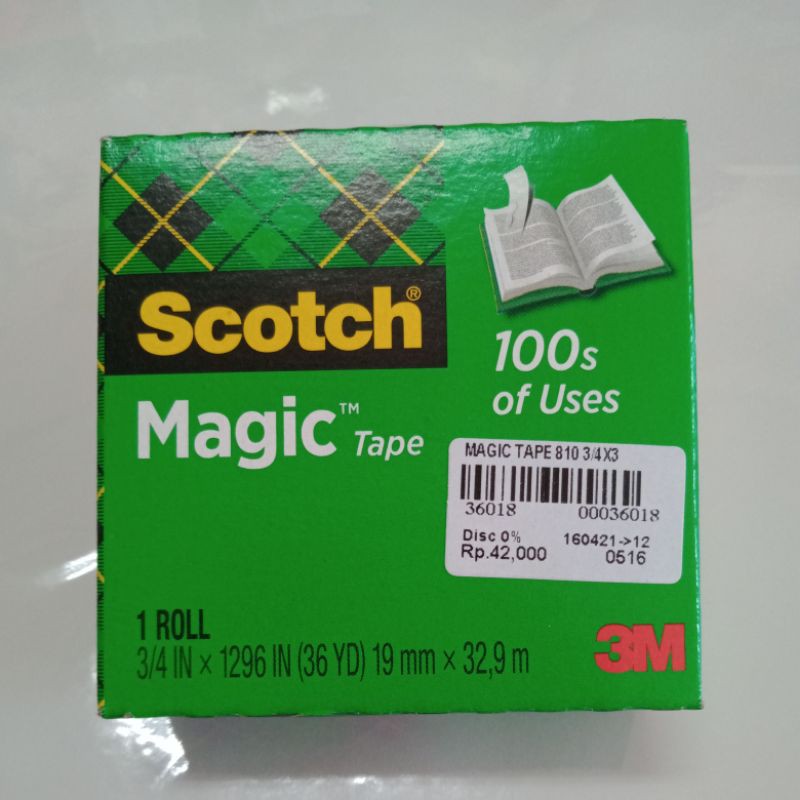 Scotch®
Magic™ Tape
100s
of Uses
MAGIC TAPE 810 3/4X3
36018 00036018
Disc 0% 160421->12
Rp.42,000 0516
1 ROLL
3/4 IN × 1296 IN (36 YD) 19 mm × 32,9 m
3M